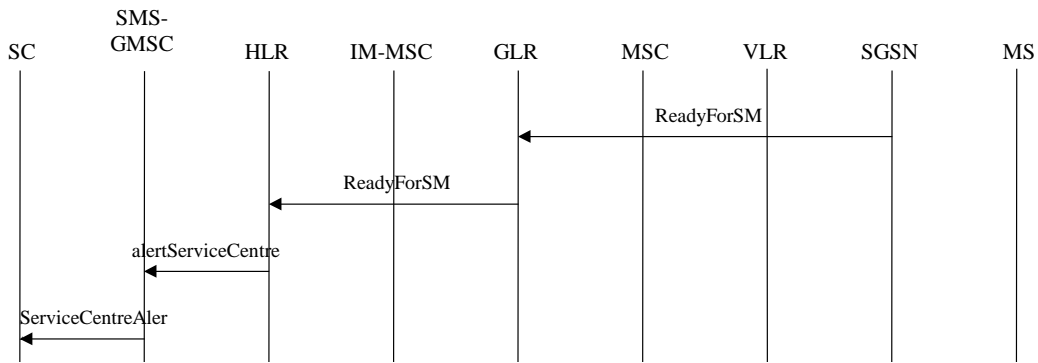 SC
SMS-
GMSC
HLR
IM-MSC
GLR
MSC
VLR
SGSN
MS
ReadyForSM
ReadyForSM
alertServiceCentre
ServiceCentreAler